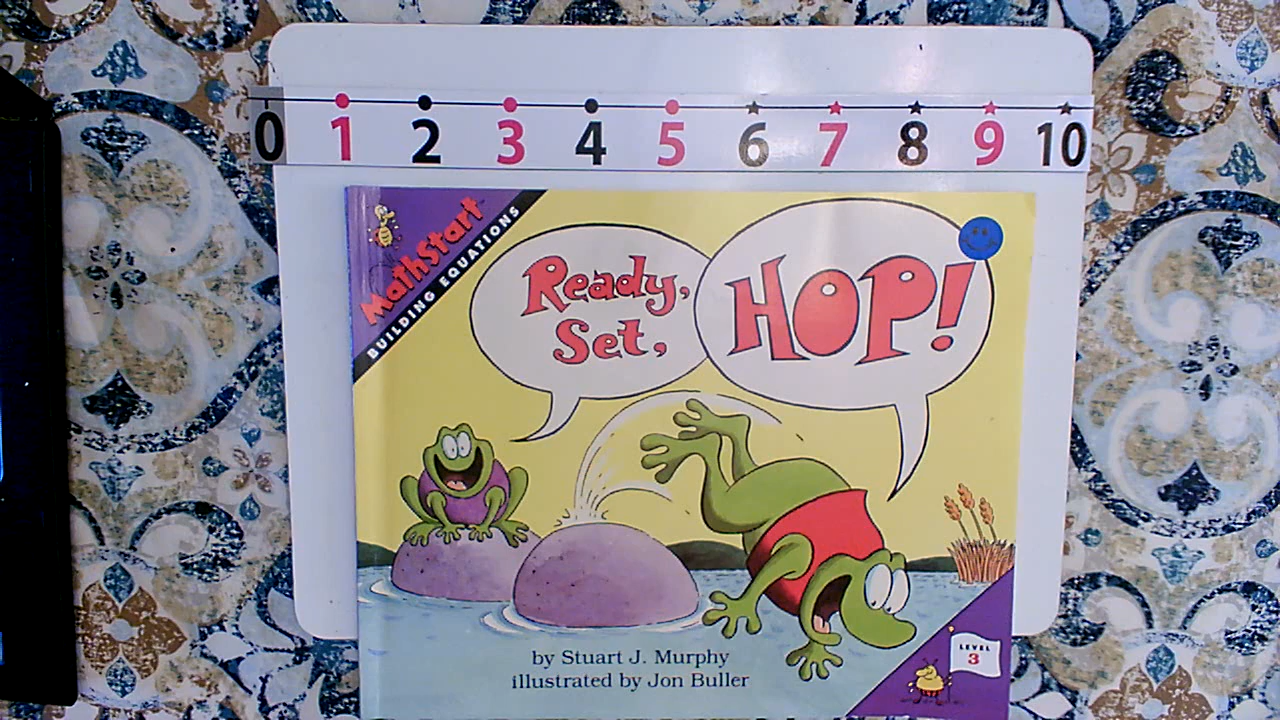 0 1 2 3 4 5 6 7 8 9 10
MathStart™
BUILDING EQUATIONS
Ready,
Set,
HOP!
LEVEL
3
by Stuart J. Murphy
illustrated by Jon Buller